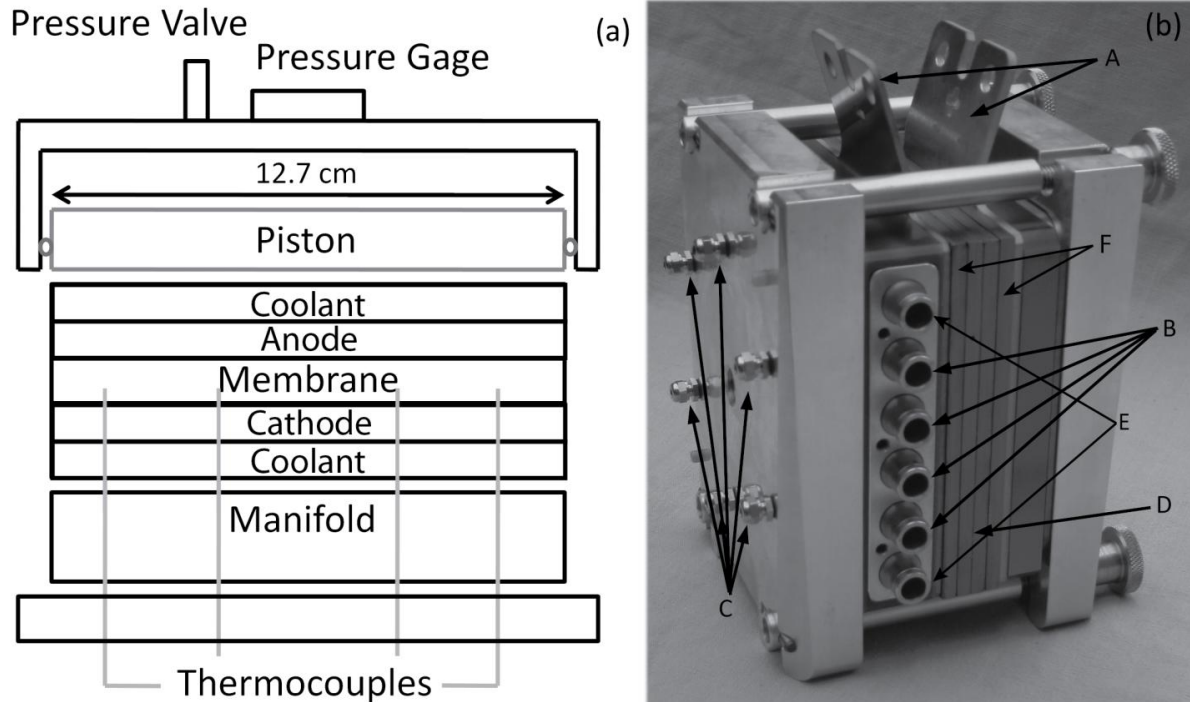 Pressure Valve
(a)
Pressure Gage
12.7 cm
Piston
Coolant
Anode
Membrane
Cathode
Coolant
Manifold
Thermocouples
(b)
A
F
B
E
D
C